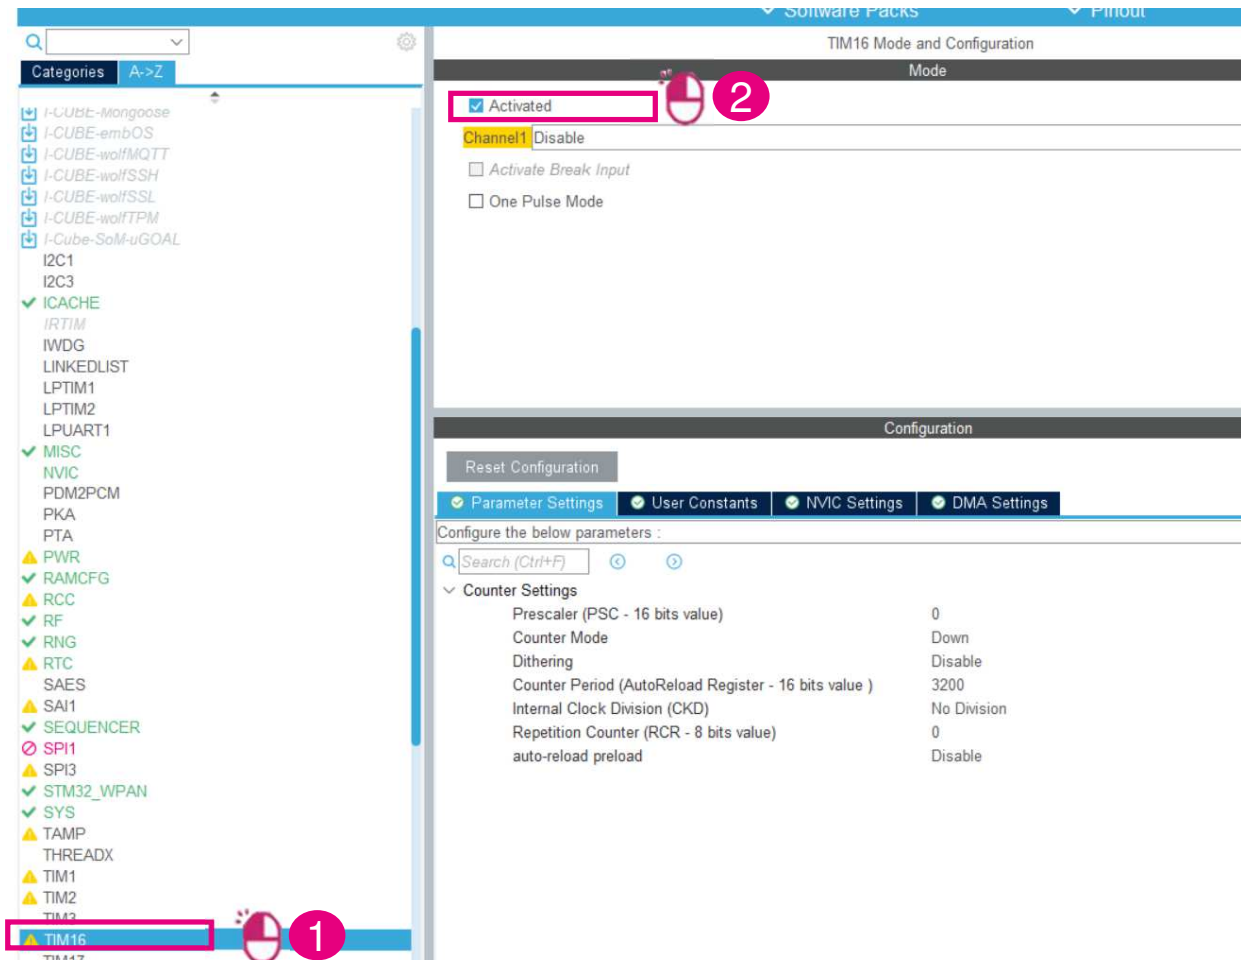 Software Packs
Pinout
Categories
A->Z
I-CUBE-Mongoose
I-CUBE-embOS
I-CUBE-wolfMQTT
I-CUBE-wolfSSH
I-CUBE-wolfSSL
I-CUBE-wolfTPM
I-Cube-SoM-uGOAL
I2C1
I2C3
ICACHE
IRTIM
IWDG
LINKEDLIST
LPTIM1
LPTIM2
LPUART1
MISC
NVIC
PDM2PCM
PKA
PTA
PWR
RAMCFG
RCC
RF
RNG
RTC
SAES
SAI1
SEQUENCER
SPI1
SPI3
STM32_WPAN
SYS
TAMP
THREADX
TIM1
TIM2
TIM3
TIM16
TIM17
1
TIM16 Mode and Configuration
Mode
Activated
2
Channel1 Disable
Activate Break Input
One Pulse Mode
Configuration
Reset Configuration
Parameter Settings
User Constants
NVIC Settings
DMA Settings
Configure the below parameters :
Search (Ctrl+F)
Counter Settings
Prescaler (PSC - 16 bits value) 0
Counter Mode Down
Dithering Disable
Counter Period (AutoReload Register - 16 bits value ) 3200
Internal Clock Division (CKD) No Division
Repetition Counter (RCR - 8 bits value) 0
auto-reload preload Disable